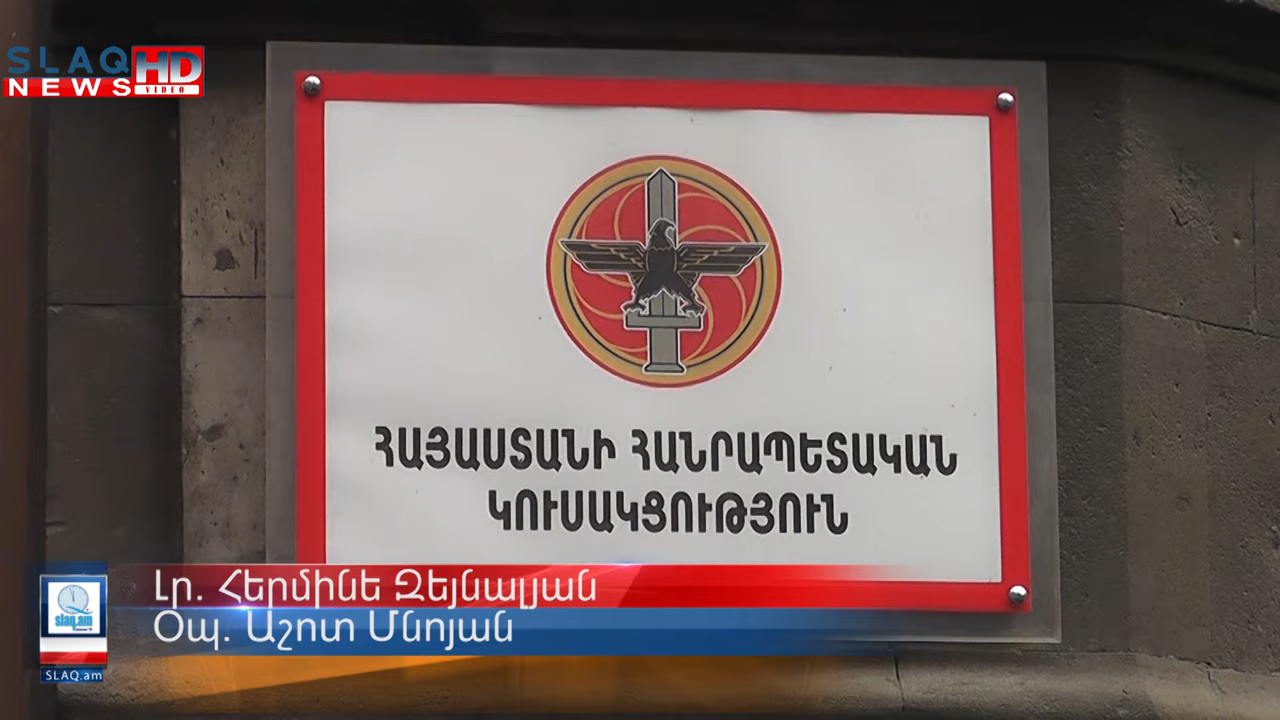 SLAQ HD
NEWS VIDEO
ՀԱՅԱՍՏԱՆԻ ՀԱՆՐԱՊԵՏԱԿԱՆ
ԿՈՒՍԱԿՑՈՒԹՅՈՒՆ
Լր. Հերմինե Զեյնալյան
Օպ. Աշոտ Մնոյան
slaq.am
SLAQ.am